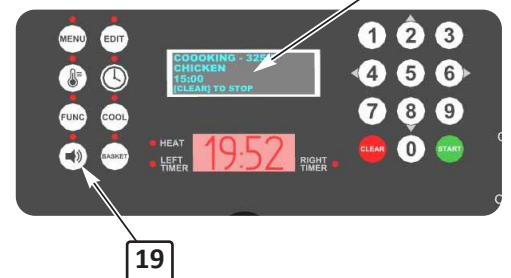 MENU EDIT
FUNC COOL
BASKET
COOOKING - 325°
CHICKEN
15:00
[CLEAR] TO STOP
HEAT
LEFT TIMER
19:52
RIGHT TIMER
1 2 3
4 5 6
7 8 9
CLEAR 0 START
19